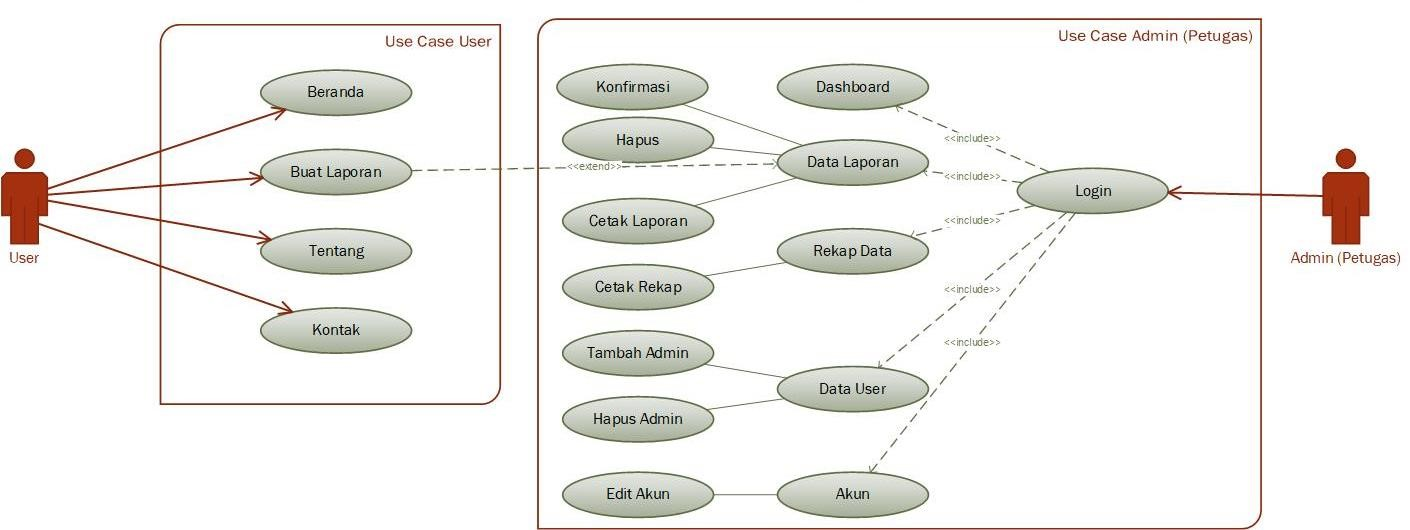 Use Case User
Beranda
Buat Laporan
Tentang
Kontak
User
Use Case Admin (Petugas)
Konfirmasi
Hapus
<<extend>>
Cetak Laporan
Cetak Rekap
Tambah Admin
Hapus Admin
Edit Akun
Dashboard
Data Laporan
Rekap Data
Data User
Akun
<<include>>
<<include>>
<<include>>
<<include>>
<<include>>
Login
Admin (Petugas)